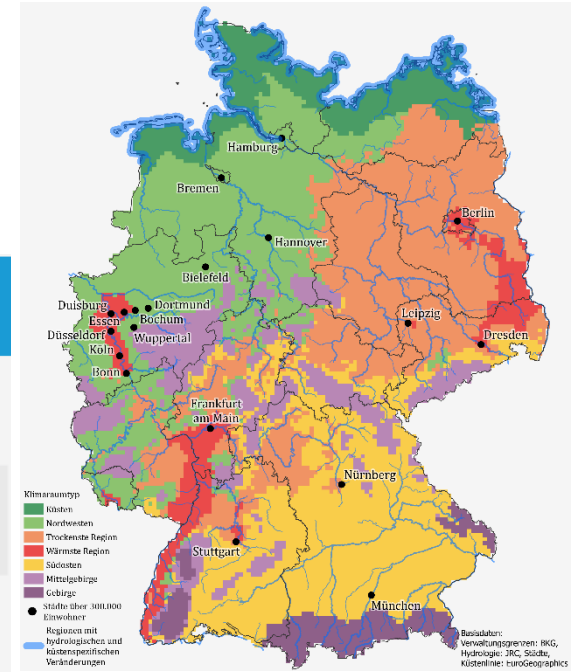 Hamburg
Bremen
Berlin
Hannover
Bielefeld
Duisburg
Dortmund
Essen
Bochum
Düsseldorf
Wuppertal
Leipzig
Köln
Dresden
Bonn
Frankfurt
am Main
Nürnberg
Stuttgart
München
Klimaraumtyp
Küsten
Nordwesten
Trockenste Region
Wärmste Region
Südosten
Mittelgebirge
Gebirge
Städte über 300.000
Einwohner
Regionen mit
hydrologischen und
küstenspezifischen
Veränderungen
Basisdaten:
Verwaltungsgrenzen: BKG,
Hydrologie: JRC, Städte,
Küstenlinie: EuroGeographics